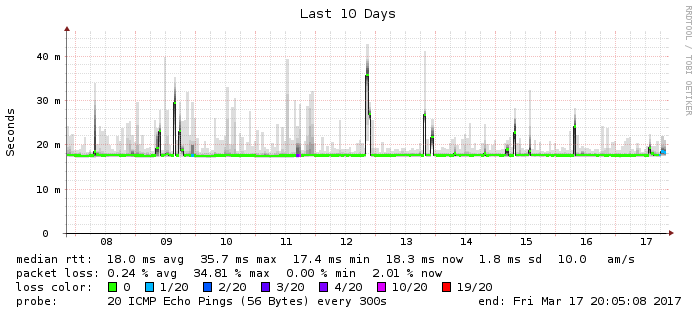 Last 10 Days
RRDTOOL / TOBI OETIKER
Seconds
40 m
30 m
20 m
10 m
0
08 09 10 11 12 13 14 15 16 17
median rtt: 18.0 ms avg 35.7 ms max 17.4 ms min 18.3 ms now 1.8 ms sd 10.0 am/s
packet loss: 0.24 % avg 34.81 % max 0.00 % min 2.01 % now
loss color: 0 1/20 2/20 3/20 4/20 10/20 19/20
probe: 20 ICMP Echo Pings (56 Bytes) every 300s end: Fri Mar 17 20:05:08 2017